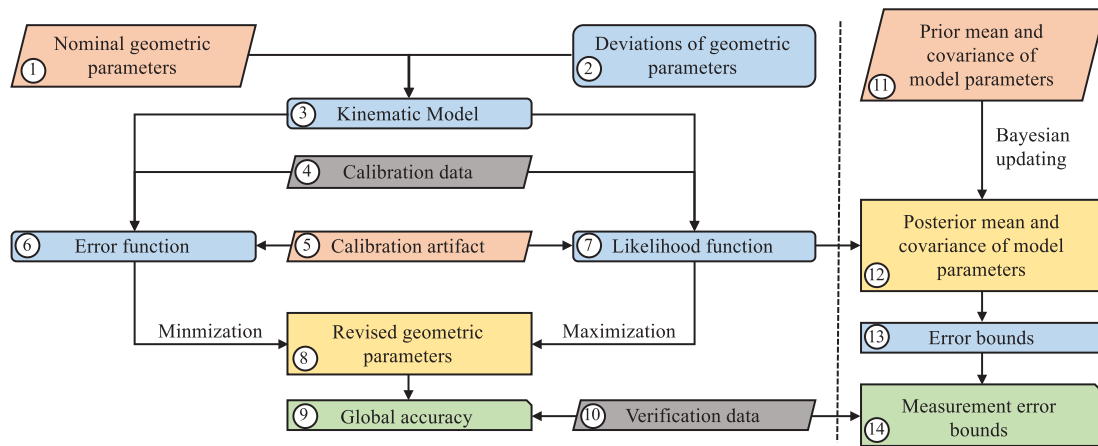 Nominal geometric
parameters
1
Deviations of geometric
parameters
2
Prior mean and
covariance of
model parameters
11
3 Kinematic Model
Bayesian
updating
4 Calibration data
6 Error function
5 Calibration artifact
7 Likelihood function
Posterior mean and
covariance of model
parameters
12
Minmization
Revised geometric
parameters
8
Maximization
13 Error bounds
9 Global accuracy
10 Verification data
Measurement error
bounds
14